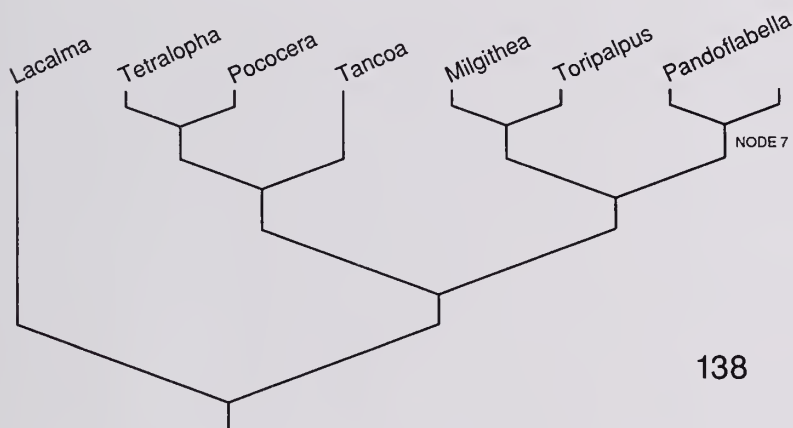 Lacalma
Tetralopha
Pococera
Tancoa
Milgithea
Toripalpus
Pandoflabella
NODE 7
138